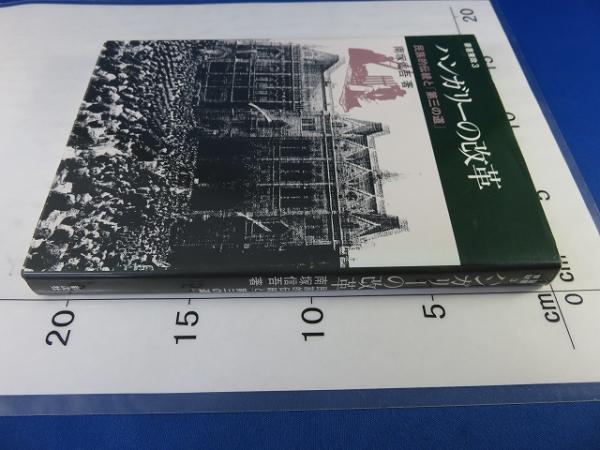 ハンガリーの改革
民族的伝統と「第三の道」
南塚信吾 著
ハンガリーの改革
民族的伝統と「第三の道」
南塚信吾 著
20
15
10
5
0
cm
cm
5
20